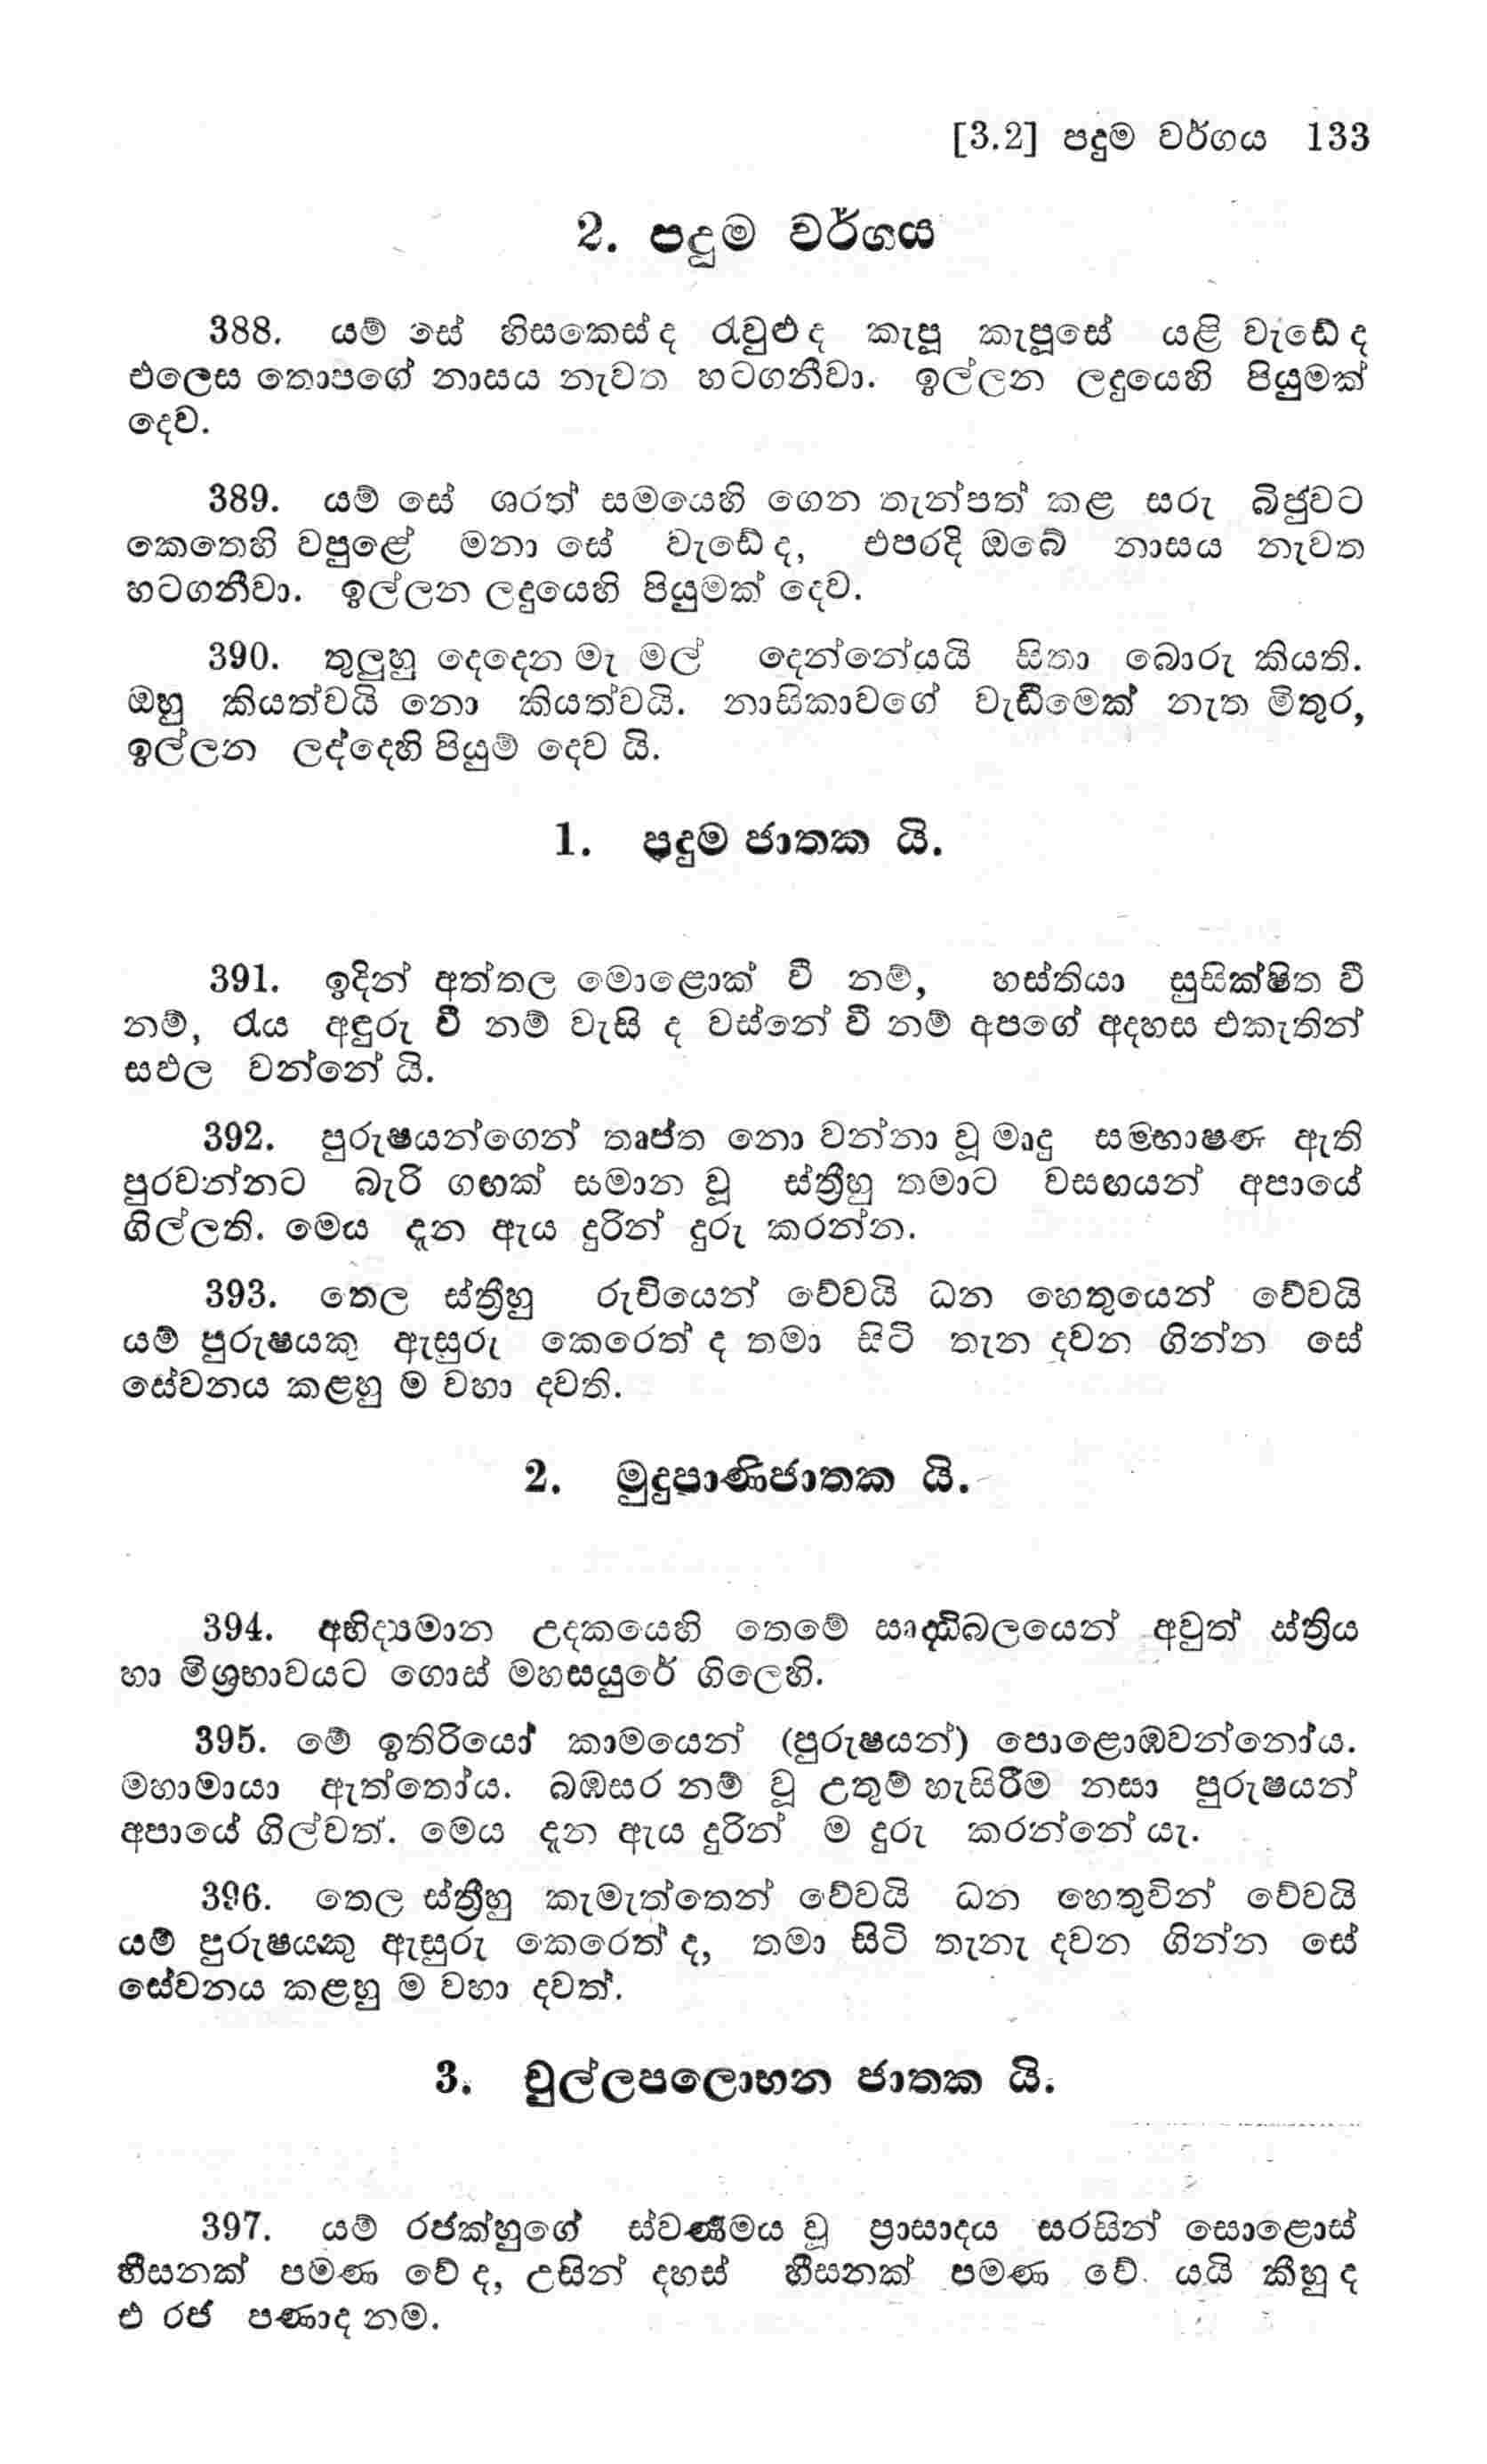 [3.2] පදුම වර්ගය 133
2. පදුම වර්ගය
388. යම් සේ හිසකෙස් ද රැවුළු ද කැපූ කැපූසේ යළි වැඩේ ද
එලෙස තොපගේ නාසය නැවත හටගනීවා. ඉල්ලන ලදුයෙහි පියුමක්
දෙව.
389. යම් සේ ශරත් සමයෙහි ගෙන තැන්පත් කළ සරු බිජුවට
කෙතෙහි වපුළේ මනා සේ වැඩේ ද, එපරදි ඔබේ නාසය නැවත
හටගනීවා. ඉල්ලන ලදුයෙහි පියුමක් දෙව.
390. තුලුහු දෙදෙන මැ මල් දෙන්නේයයි සිතා බොරු කියති.
ඔහු කියත්වයි නො කියත්වයි. නාසිකාවගේ වැඩීමෙක් නැත මිතුර,
ඉල්ලන ලද්දෙහි පියුම් දෙව යි.
1. පදුම ජාතක යි.
391. ඉදින් අත්තල මොළොක් වී නම්, හස්තියා සුසික්ෂිත වී
නම්, රැය අඳුරු වී නම් වැසි ද වස්නේ වී නම් අපගේ අදහස එකැතින්
සඵල වන්නේ යි.
392. පුරුෂයන්ගෙන් තෘප්ත නො වන්නා වූ මෘදු සම්භාෂණ ඇති
පුරවන්නට බැරි ගඟක් සමාන වූ ස්ත්‍රීහු තමාට වසඟයන් අපායේ
ගිල්ලති. මෙය දැන ඇය දුරින් දුරු කරන්න.
393. තෙල ස්ත්‍රීහු රුචියෙන් වේවයි ධන හෙතුයෙන් වේවයි
යම් පුරුෂයකු ඇසුරු කෙරෙත් ද තමා සිටි තැන දවන ගින්න සේ
සේවනය කළහු ම වහා දවති.
2. මුදුපාණිජාතක යි.
394. අභිද්‍යමාන උදකයෙහි තෙමේ ඍද්ධිබලයෙන් අවුත් ස්ත්‍රිය
හා මිශ්‍රභාවයට ගොස් මහසයුරේ ගිලෙහි.
395. මේ ඉතිරියෝ කාමයෙන් (පුරුෂයන්) පොළොඹවන්නෝය.
මහාමායා ඇත්තෝය. බඹසර නම් වූ උතුම් හැසිරීම නසා පුරුෂයන්
අපායේ ගිල්වත්. මෙය දැන ඇය දුරින් ම දුරු කරන්නේ යැ.
396. තෙල ස්ත්‍රීහු කැමැත්තෙන් වේවයි ධන හෙතුවින් වේවයි
යම් පුරුෂයකු ඇසුරු කෙරෙත් ද, තමා සිටි තැනැ දවන ගින්න සේ
සේවනය කළහු ම වහා දවත්.
3. චුල්ලපලොභන ජාතක යි.
397. යම් රජක්හුගේ ස්වර්ණමය වූ ප්‍රාසාදය සරසින් සොළොස්
හීසනක් පමණ වේ ද, උසින් දහස් හීසනක් පමණ වේ යයි කීහු ද
එ රජ පණාද නම.